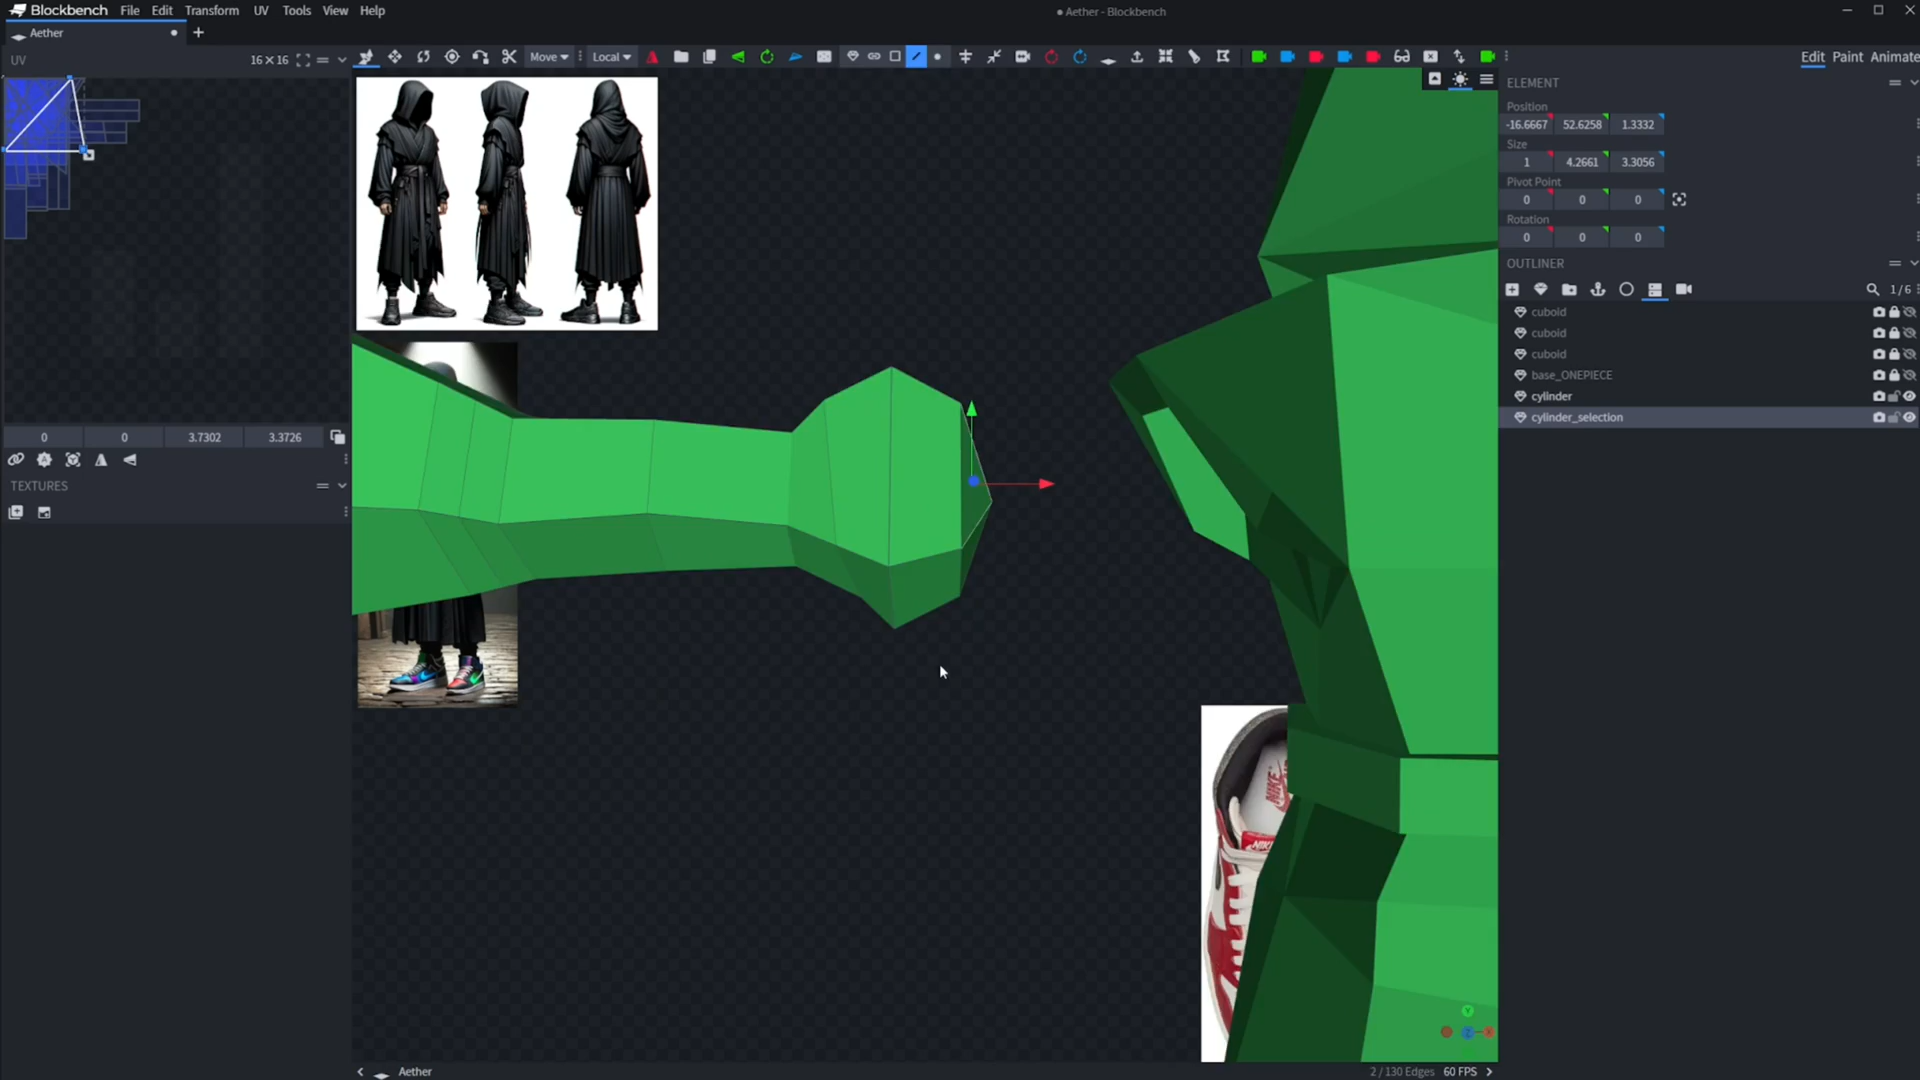 Blockbench File Edit Transform UV Tools View Help
Aether - Blockbench
Aether
UV 16×16
Move Local
Edit Paint Animate
ELEMENT
Position
-16.6667 52.6258 1.3332
Size
1 4.2661 3.3056
Pivot Point
0 0 0
Rotation
0 0 0
OUTLINER
1/6
cuboid
cuboid
cuboid
base_ONEPIECE
cylinder
cylinder_selection
0 0 3.7302 3.3726
TEXTURES
NIKE
NIKE
Y
Z
X
Aether
2 / 130 Edges 60 FPS